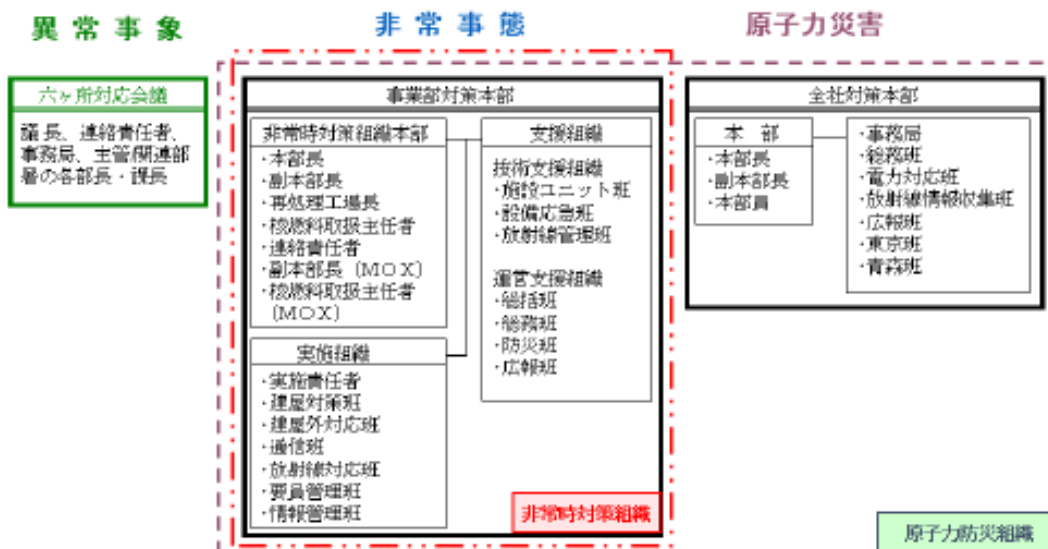 異常事象
非常事態
原子力災害
六ヶ所対応会議
議長、連絡責任者、
事務局、主管/関連部
署の各部長・課長
事業部対策本部
非常時対策組織本部
・本部長
・副本部長
・再処理工場長
・核燃料取扱主任者
・連絡責任者
・副本部長（MOX）
・核燃料取扱主任者
（MOX）
実施組織
・実施責任者
・建屋対策班
・建屋外対応班
・通信班
・放射線対応班
・要員管理班
・情報管理班
支援組織
技術支援組織
・施設ユニット班
・設備応急班
・放射線管理班
運営支援組織
・総括班
・総務班
・防災班
・広報班
非常時対策組織
全社対策本部
本部
・本部長
・副本部長
・本部員
・事務局
・総務班
・電力対応班
・放射線情報収集班
・広報班
・東京班
・青森班
原子力防災組織